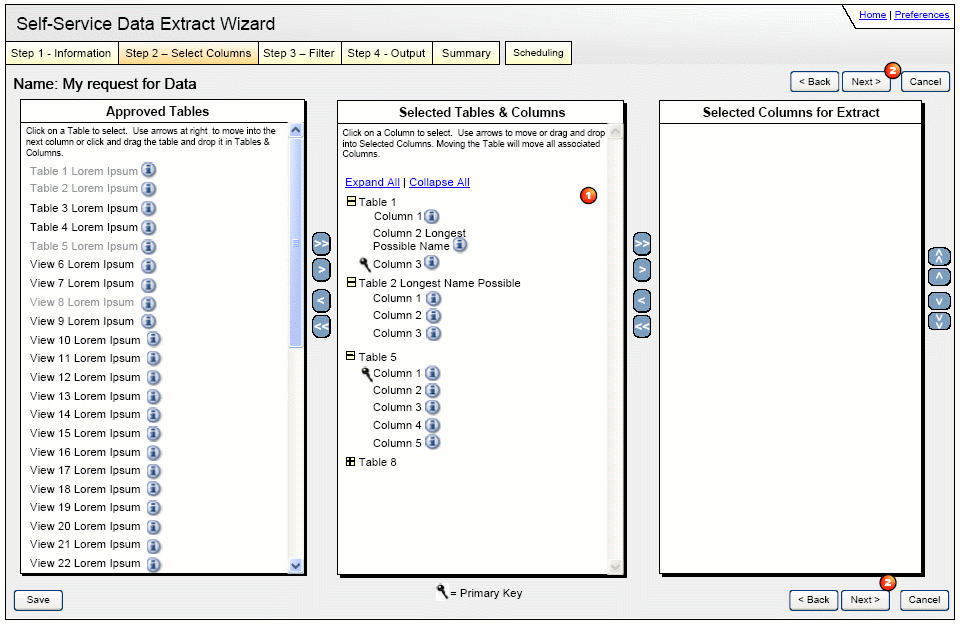 Self-Service Data Extract Wizard
Home | Preferences
Step 1 - Information
Step 2 – Select Columns
Step 3 – Filter
Step 4 - Output
Summary
Scheduling
Name: My request for Data
2
< Back
Next >
Cancel
Approved Tables
Click on a Table to select. Use arrows at right to move into the
next column or click and drag the table and drop it in Tables &
Columns.
Table 1 Lorem Ipsum
Table 2 Lorem Ipsum
Table 3 Lorem Ipsum
Table 4 Lorem Ipsum
Table 5 Lorem Ipsum
View 6 Lorem Ipsum
View 7 Lorem Ipsum
View 8 Lorem Ipsum
View 9 Lorem Ipsum
View 10 Lorem Ipsum
View 11 Lorem Ipsum
View 12 Lorem Ipsum
View 13 Lorem Ipsum
View 14 Lorem Ipsum
View 15 Lorem Ipsum
View 16 Lorem Ipsum
View 17 Lorem Ipsum
View 18 Lorem Ipsum
View 19 Lorem Ipsum
View 20 Lorem Ipsum
View 21 Lorem Ipsum
View 22 Lorem Ipsum
>>
>
<
<<
Selected Tables & Columns
Click on a Column to select. Use arrows to move or drag and drop
into Selected Columns. Moving the Table will move all associated
Columns.
Expand All | Collapse All
1
Table 1
Column 1
Column 2 Longest
Possible Name
Column 3
Table 2 Longest Name Possible
Column 1
Column 2
Column 3
Table 5
Column 1
Column 2
Column 3
Column 4
Column 5
Table 8
>>
>
<
<<
Selected Columns for Extract
Save
= Primary Key
2
< Back
Next >
Cancel